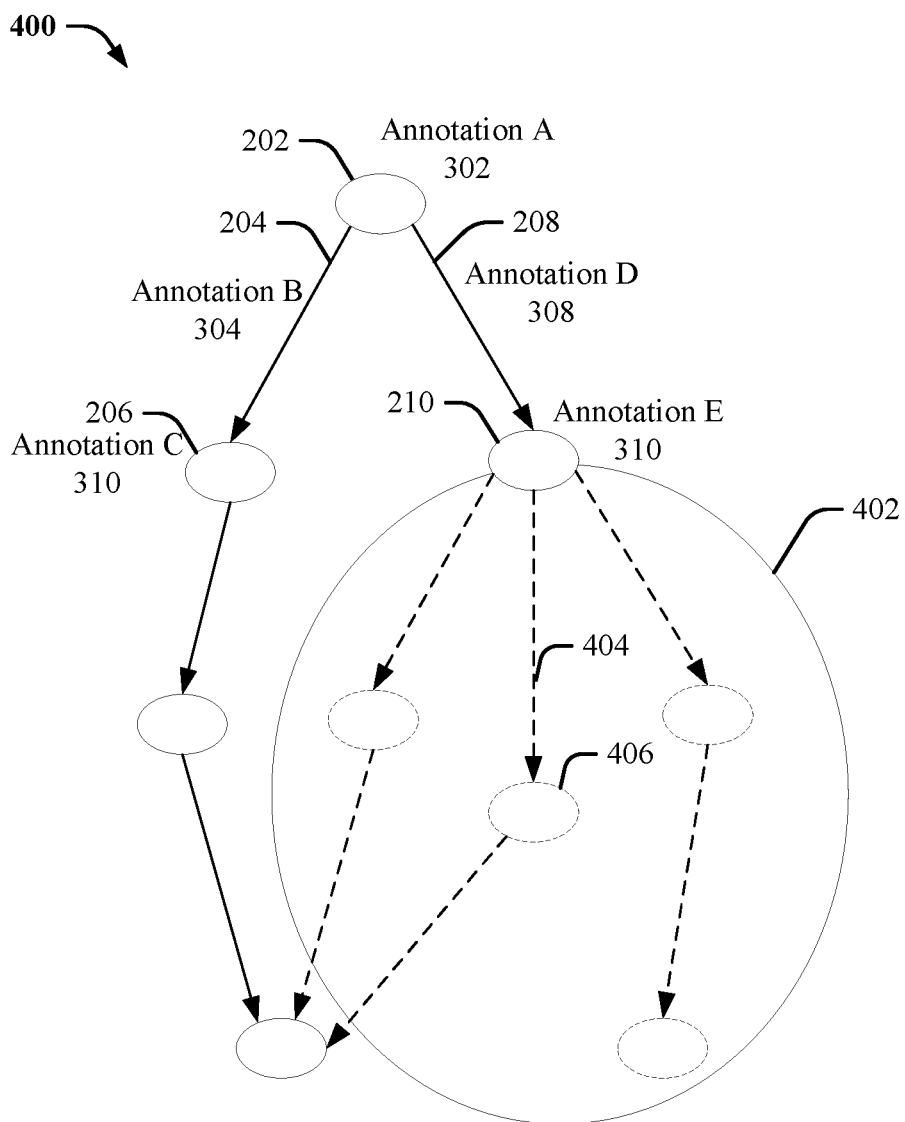 400
202
Annotation A
302
204
208
Annotation B
304
Annotation D
308
206
Annotation C
310
210
Annotation E
310
402
404
406